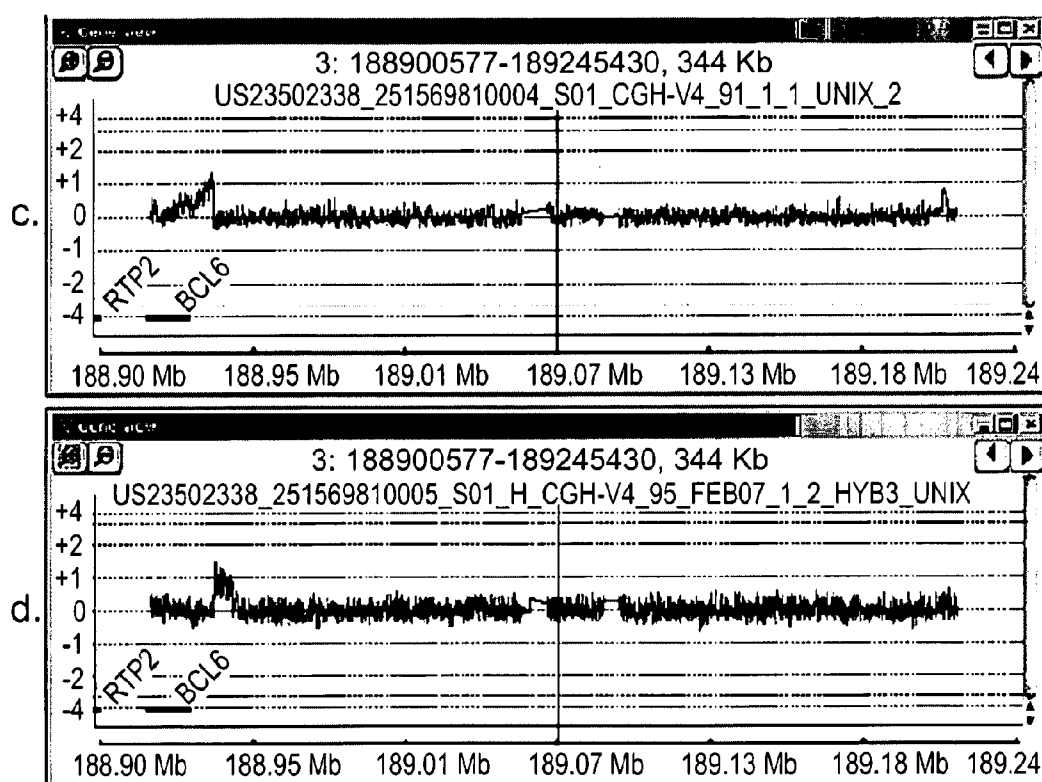 3: 188900577-189245430, 344 Kb
US23502338_251569810004_S01_CGH-V4_91_1_1_UNIX_2
+4
+2
+1
c. 0
-1
-2
-4
RTP2 BCL6
188.90 Mb 188.95 Mb 189.01 Mb 189.07 Mb 189.13 Mb 189.18 Mb 189.24
3: 188900577-189245430, 344 Kb
US23502338_251569810005_S01_H_CGH-V4_95_FEB07_1_2_HYB3_UNIX
+4
+2
+1
d. 0
-1
-2
-4
RTP2 BCL6
188.90 Mb 188.95 Mb 189.01 Mb 189.07 Mb 189.13 Mb 189.18 Mb 189.24